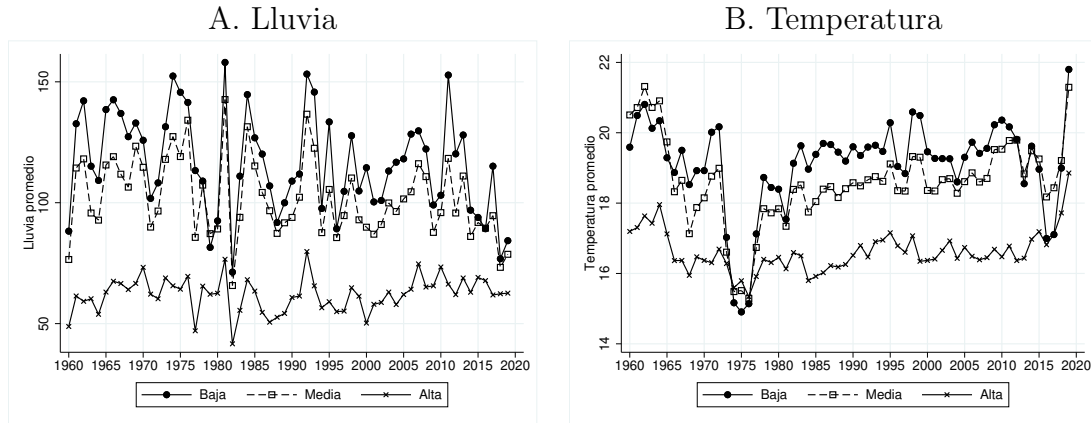 A. Lluvia
Lluvia promedio
150
100
50
1960 1965 1970 1975 1980 1985 1990 1995 2000 2005 2010 2015 2020
Baja Media Alta
B. Temperatura
Temperatura promedio
22
20
18
16
14
1960 1965 1970 1975 1980 1985 1990 1995 2000 2005 2010 2015 2020
Baja Media Alta